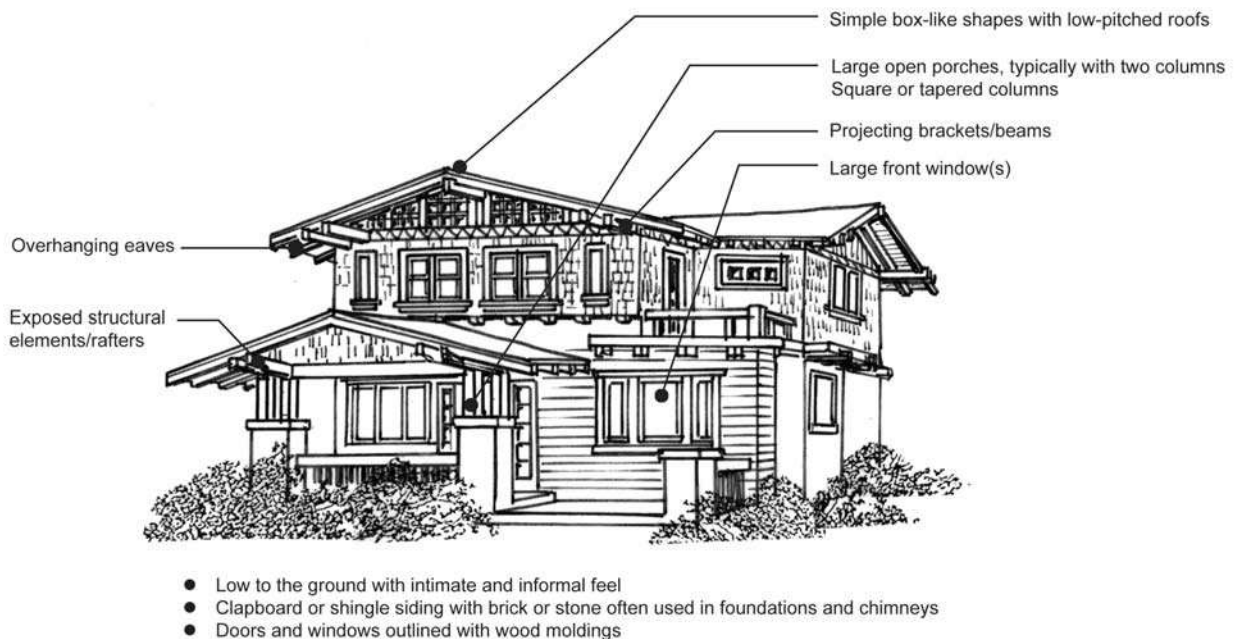 Simple box-like shapes with low-pitched roofs
Large open porches, typically with two columns
Square or tapered columns
Projecting brackets/beams
Large front window(s)
Overhanging eaves
Exposed structural
elements/rafters
● Low to the ground with intimate and informal feel
● Clapboard or shingle siding with brick or stone often used in foundations and chimneys
● Doors and windows outlined with wood moldings